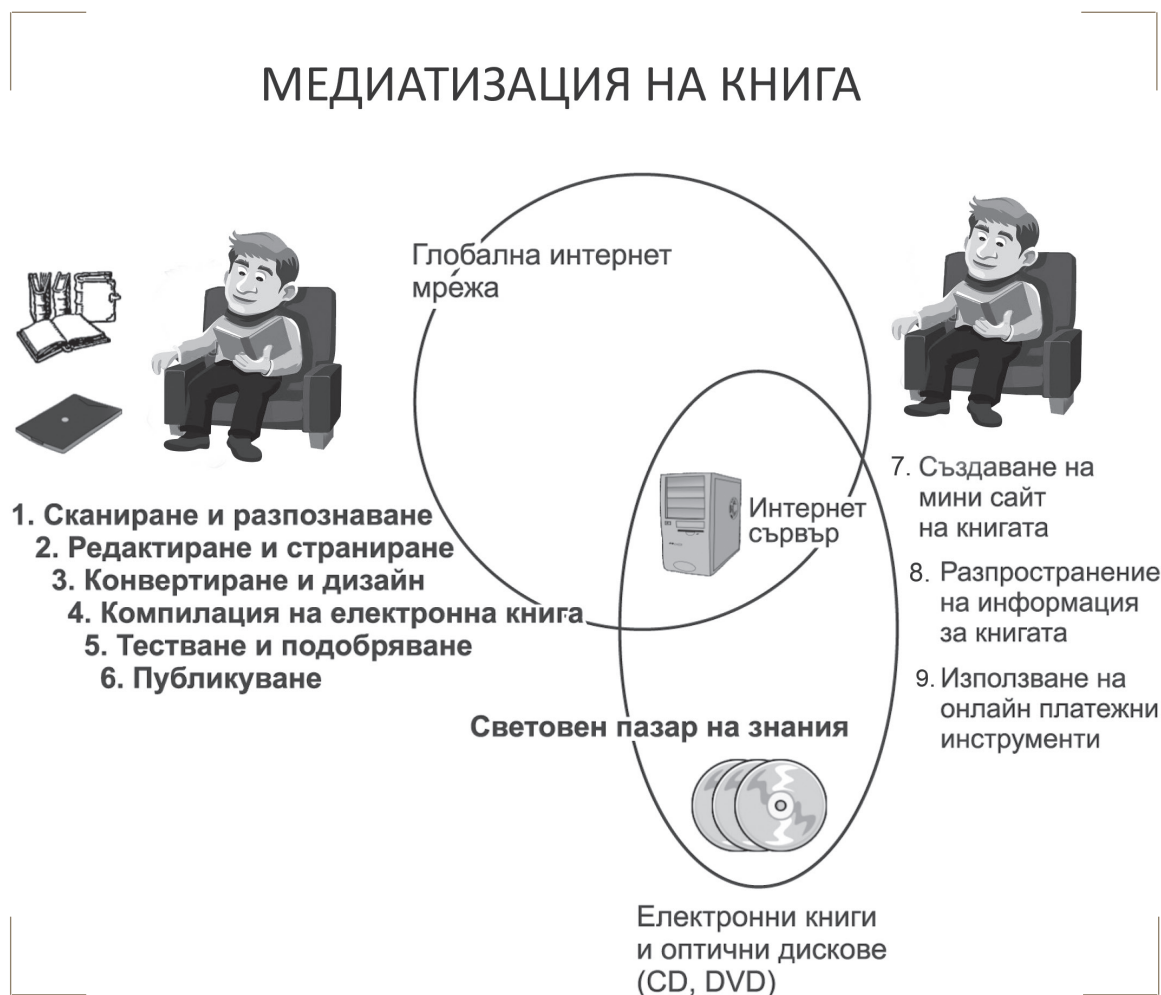 МЕДИАТИЗАЦИЯ НА КНИГА
Глобална интернет
мрéжа
1. Сканиране и разпознаване
2. Редактиране и страниране
3. Конвертиране и дизайн
4. Компилация на електронна книга
5. Тестване и подобряване
6. Публикуване
Интернет
сървър
7. Създаване на
мини сайт
на книгата
8. Разпространение
на информация
за книгата
9. Използване на
онлайн платежни
инструменти
Световен пазар на знания
Електронни книги
и оптични дискове
(CD, DVD)